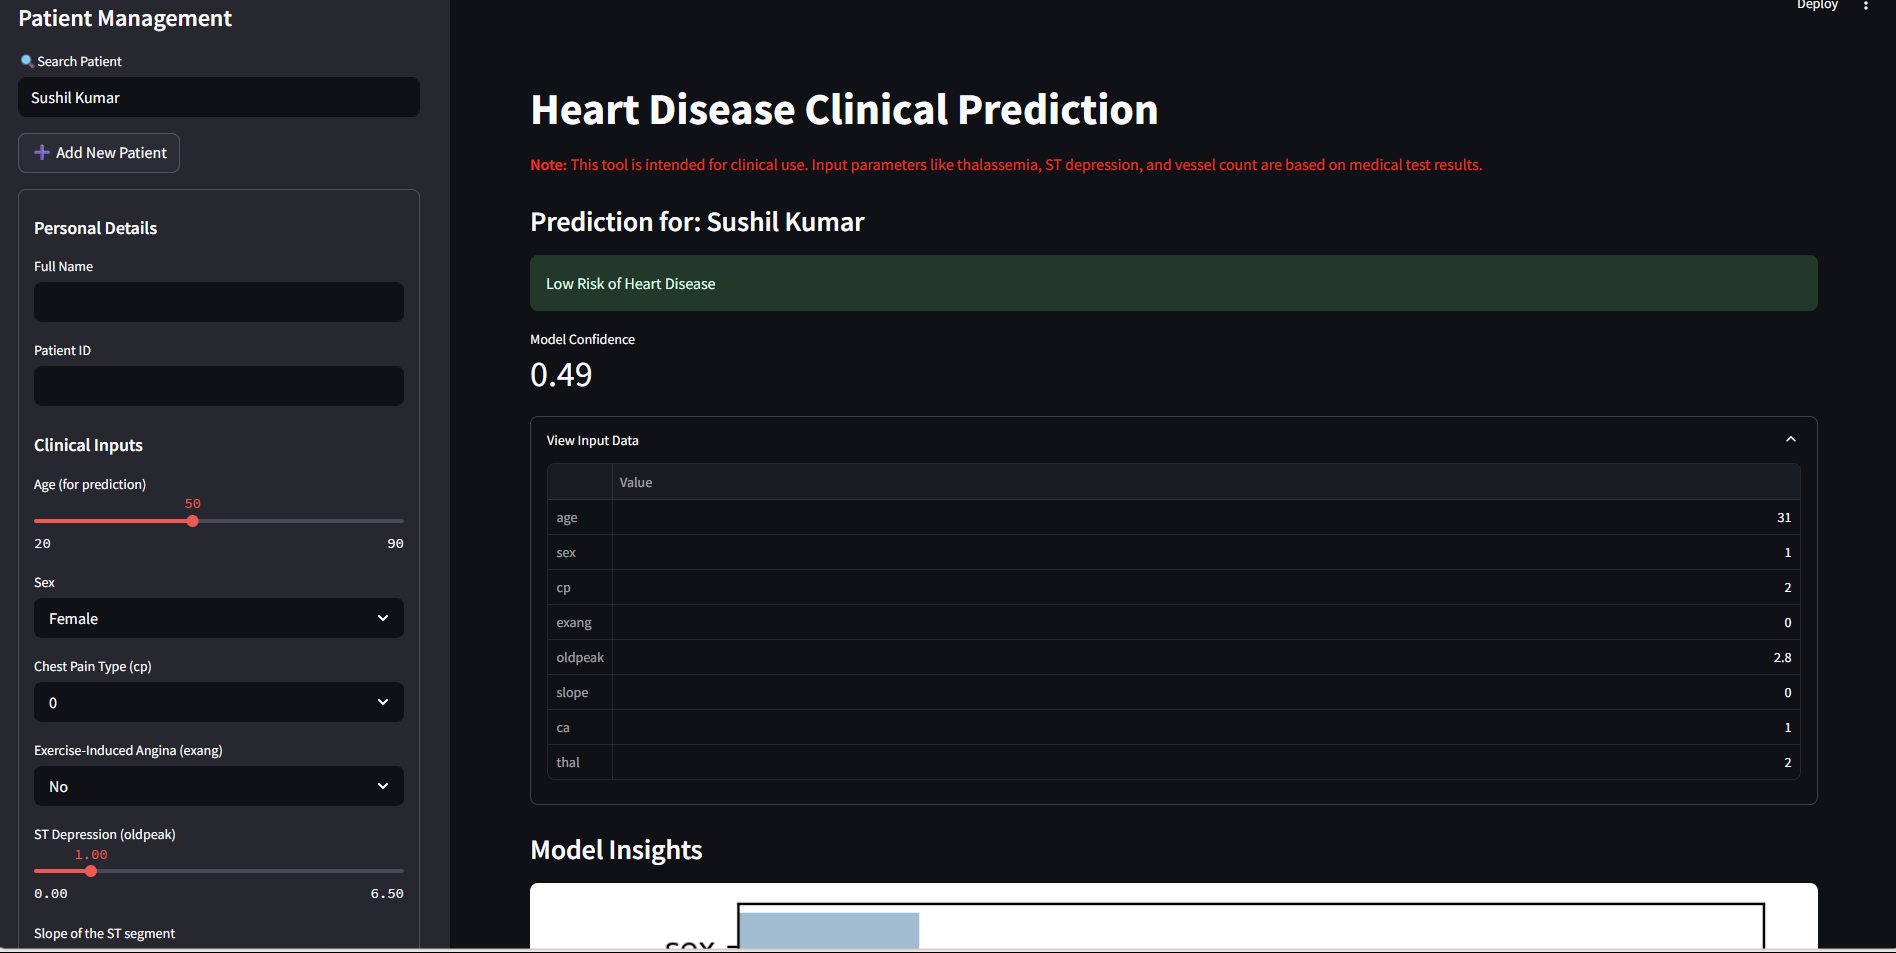 Patient Management
🔍 Search Patient
Sushil Kumar
➕ Add New Patient
Personal Details
Full Name
Patient ID
Clinical Inputs
Age (for prediction)
50
20 90
Sex
Female
Chest Pain Type (cp)
0
Exercise-Induced Angina (exang)
No
ST Depression (oldpeak)
1.00
0.00 6.50
Slope of the ST segment
Deploy
Heart Disease Clinical Prediction
Note: This tool is intended for clinical use. Input parameters like thalassemia, ST depression, and vessel count are based on medical test results.
Prediction for: Sushil Kumar
Low Risk of Heart Disease
Model Confidence
0.49
View Input Data
Value
age 31
sex 1
cp 2
exang 0
oldpeak 2.8
slope 0
ca 1
thal 2
Model Insights
sex